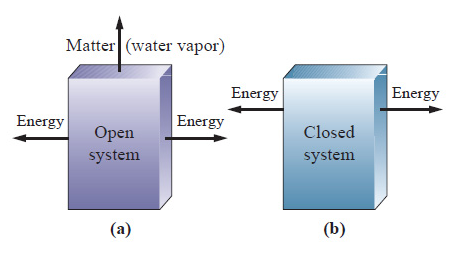 Matter (water vapor)
Energy
Energy
Open
system
(a)
Energy
Energy
Closed
system
(b)